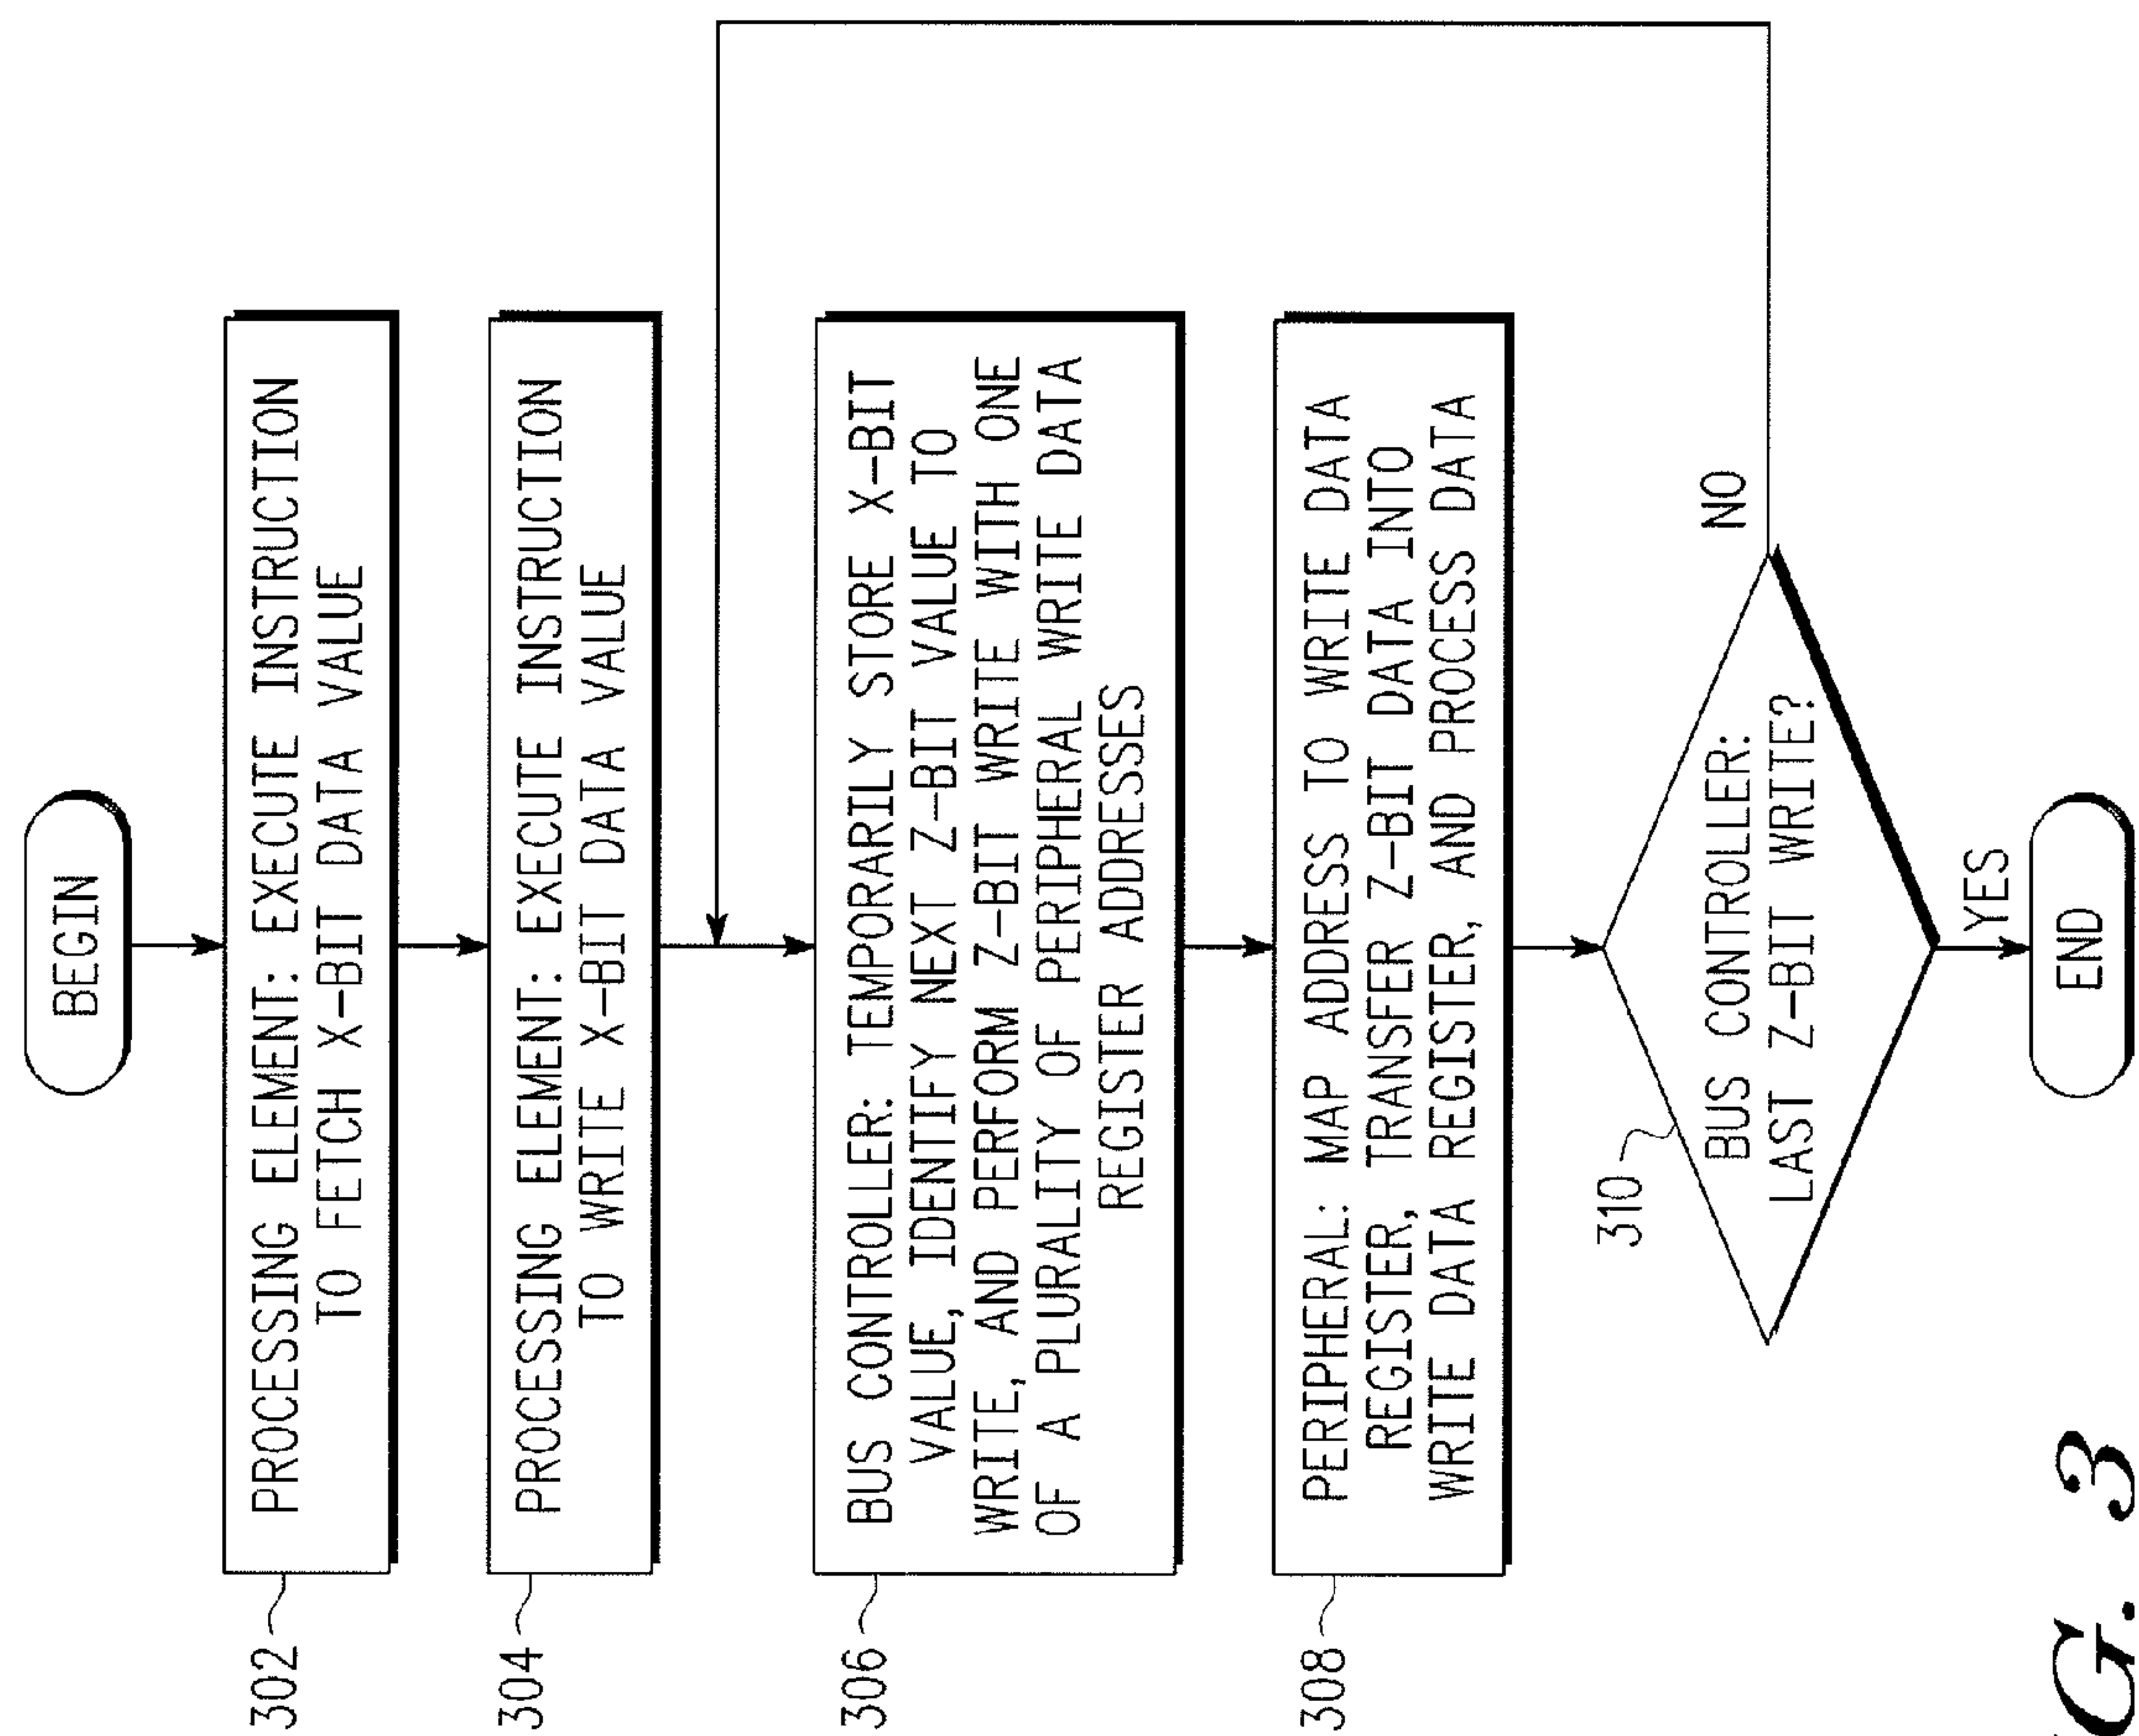 BEGIN
302
PROCESSING ELEMENT: EXECUTE INSTRUCTION
TO FETCH X-BIT DATA VALUE
304
PROCESSING ELEMENT: EXECUTE INSTRUCTION
TO WRITE X-BIT DATA VALUE
306
BUS CONTROLLER: TEMPORARILY STORE X-BIT
VALUE, IDENTIFY NEXT Z-BIT VALUE TO
WRITE, AND PERFORM Z-BIT WRITE WITH ONE
OF A PLURALITY OF PERIPHERAL WRITE DATA
REGISTER ADDRESSES
308
PERIPHERAL: MAP ADDRESS TO WRITE DATA
REGISTER, TRANSFER Z-BIT DATA INTO
WRITE DATA REGISTER, AND PROCESS DATA
310
BUS CONTROLLER:
LAST Z-BIT WRITE?
NO
YES
END
G. 3